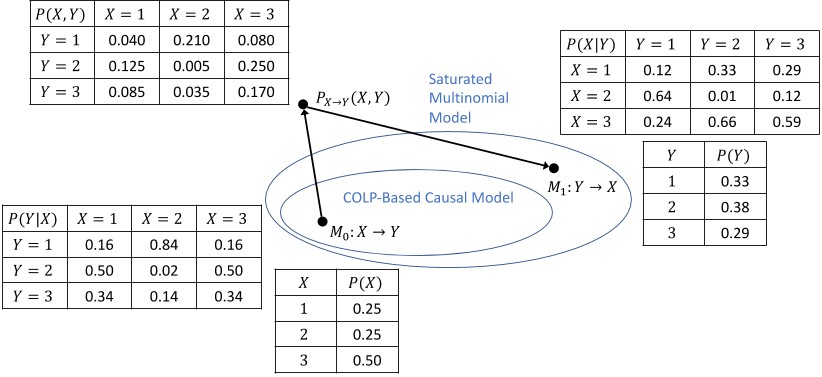 P(X,Y) X = 1 X = 2 X = 3
Y = 1 0.040 0.210 0.080
Y = 2 0.125 0.005 0.250
Y = 3 0.085 0.035 0.170
P_{X→Y}(X,Y)
Saturated
Multinomial
Model
P(X|Y) Y = 1 Y = 2 Y = 3
X = 1 0.12 0.33 0.29
X = 2 0.64 0.01 0.12
X = 3 0.24 0.66 0.59
Y P(Y)
1 0.33
2 0.38
3 0.29
M₁: Y → X
COLP-Based Causal Model
M₀: X → Y
P(Y|X) X = 1 X = 2 X = 3
Y = 1 0.16 0.84 0.16
Y = 2 0.50 0.02 0.50
Y = 3 0.34 0.14 0.34
X P(X)
1 0.25
2 0.25
3 0.50